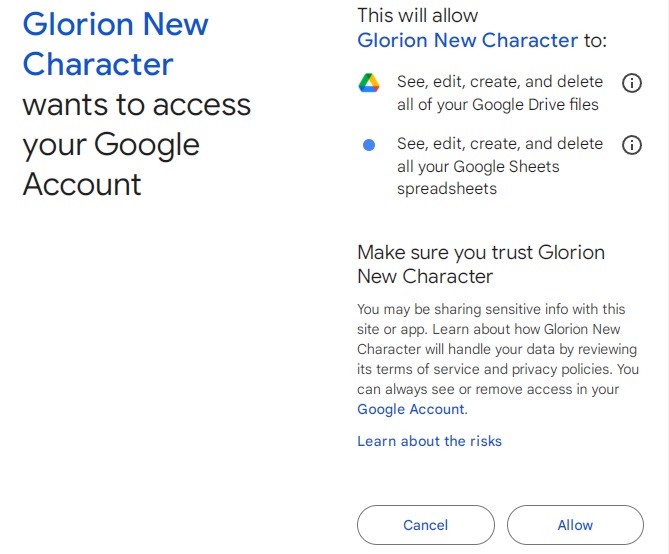 Glorion New
Character
wants to access
your Google
Account
This will allow
Glorion New Character to:
See, edit, create, and delete
all of your Google Drive files
See, edit, create, and delete
all your Google Sheets
spreadsheets
Make sure you trust Glorion
New Character
You may be sharing sensitive info with this
site or app. Learn about how Glorion New
Character will handle your data by reviewing
its terms of service and privacy policies. You
can always see or remove access in your
Google Account.
Learn about the risks
Cancel
Allow